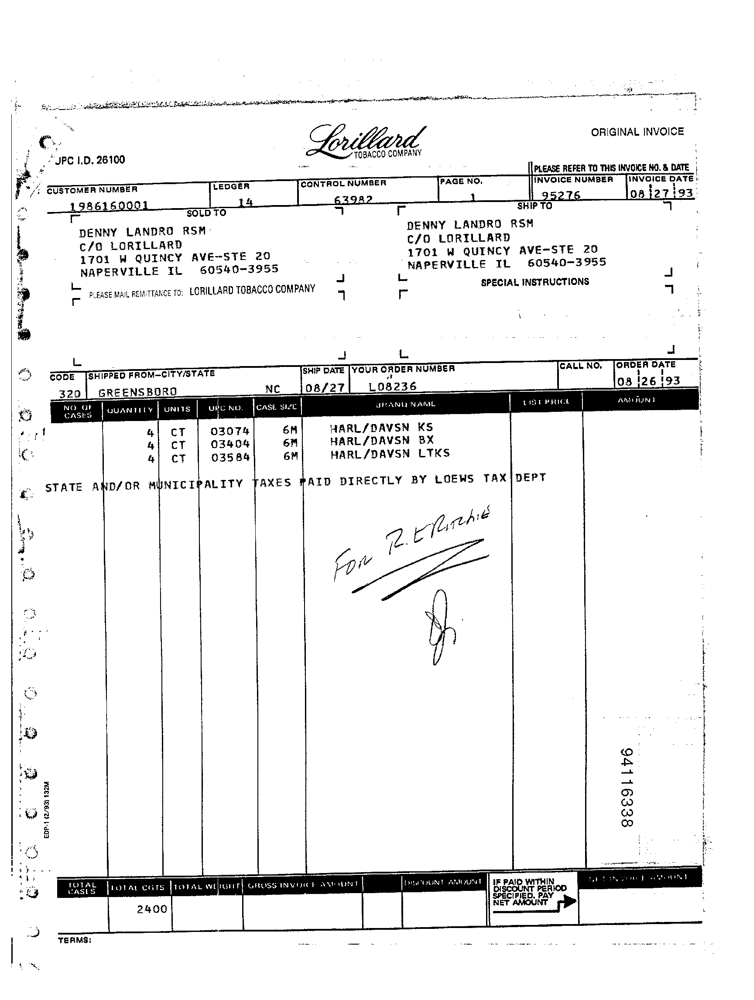 Lorillard
TOBACCO COMPANY
ORIGINAL INVOICE
JPC I.D. 26100
PLEASE REFER TO THIS INVOICE NO. & DATE
CUSTOMER NUMBER LEDGER CONTROL NUMBER PAGE NO. INVOICE NUMBER INVOICE DATE
1986160001 14 63982 1 95276 08 27 93
SOLD TO SHIP TO
DENNY LANDRO RSM DENNY LANDRO RSM
C/O LORILLARD C/O LORILLARD
1701 W QUINCY AVE-STE 20 1701 W QUINCY AVE-STE 20
NAPERVILLE IL 60540-3955 NAPERVILLE IL 60540-3955
PLEASE MAIL REMITTANCE TO: LORILLARD TOBACCO COMPANY SPECIAL INSTRUCTIONS
CODE SHIPPED FROM-CITY/STATE SHIP DATE YOUR ORDER NUMBER CALL NO. ORDER DATE
320 GREENSBORO NC 08/27 L08236 08 26 93
NO. OF CASES QUANTITY UNITS UPC NO. CASE SIZE BRAND NAME LIST PRICE AMOUNT
4 CT 03074 6M HARL/DAVSN KS
4 CT 03404 6M HARL/DAVSN BX
4 CT 03584 6M HARL/DAVSN LTKS
STATE AND/OR MUNICIPALITY TAXES PAID DIRECTLY BY LOEWS TAX DEPT
FOR R. E RITCHIE
94116338
EDP-1 (2/93) 132M
TOTAL CASES TOTAL CGTS TOTAL WEIGHT GROSS INVOICE AMOUNT DISCOUNT AMOUNT IF PAID WITHIN DISCOUNT PERIOD SPECIFIED, PAY NET AMOUNT NET INVOICE AMOUNT
2400
TERMS: